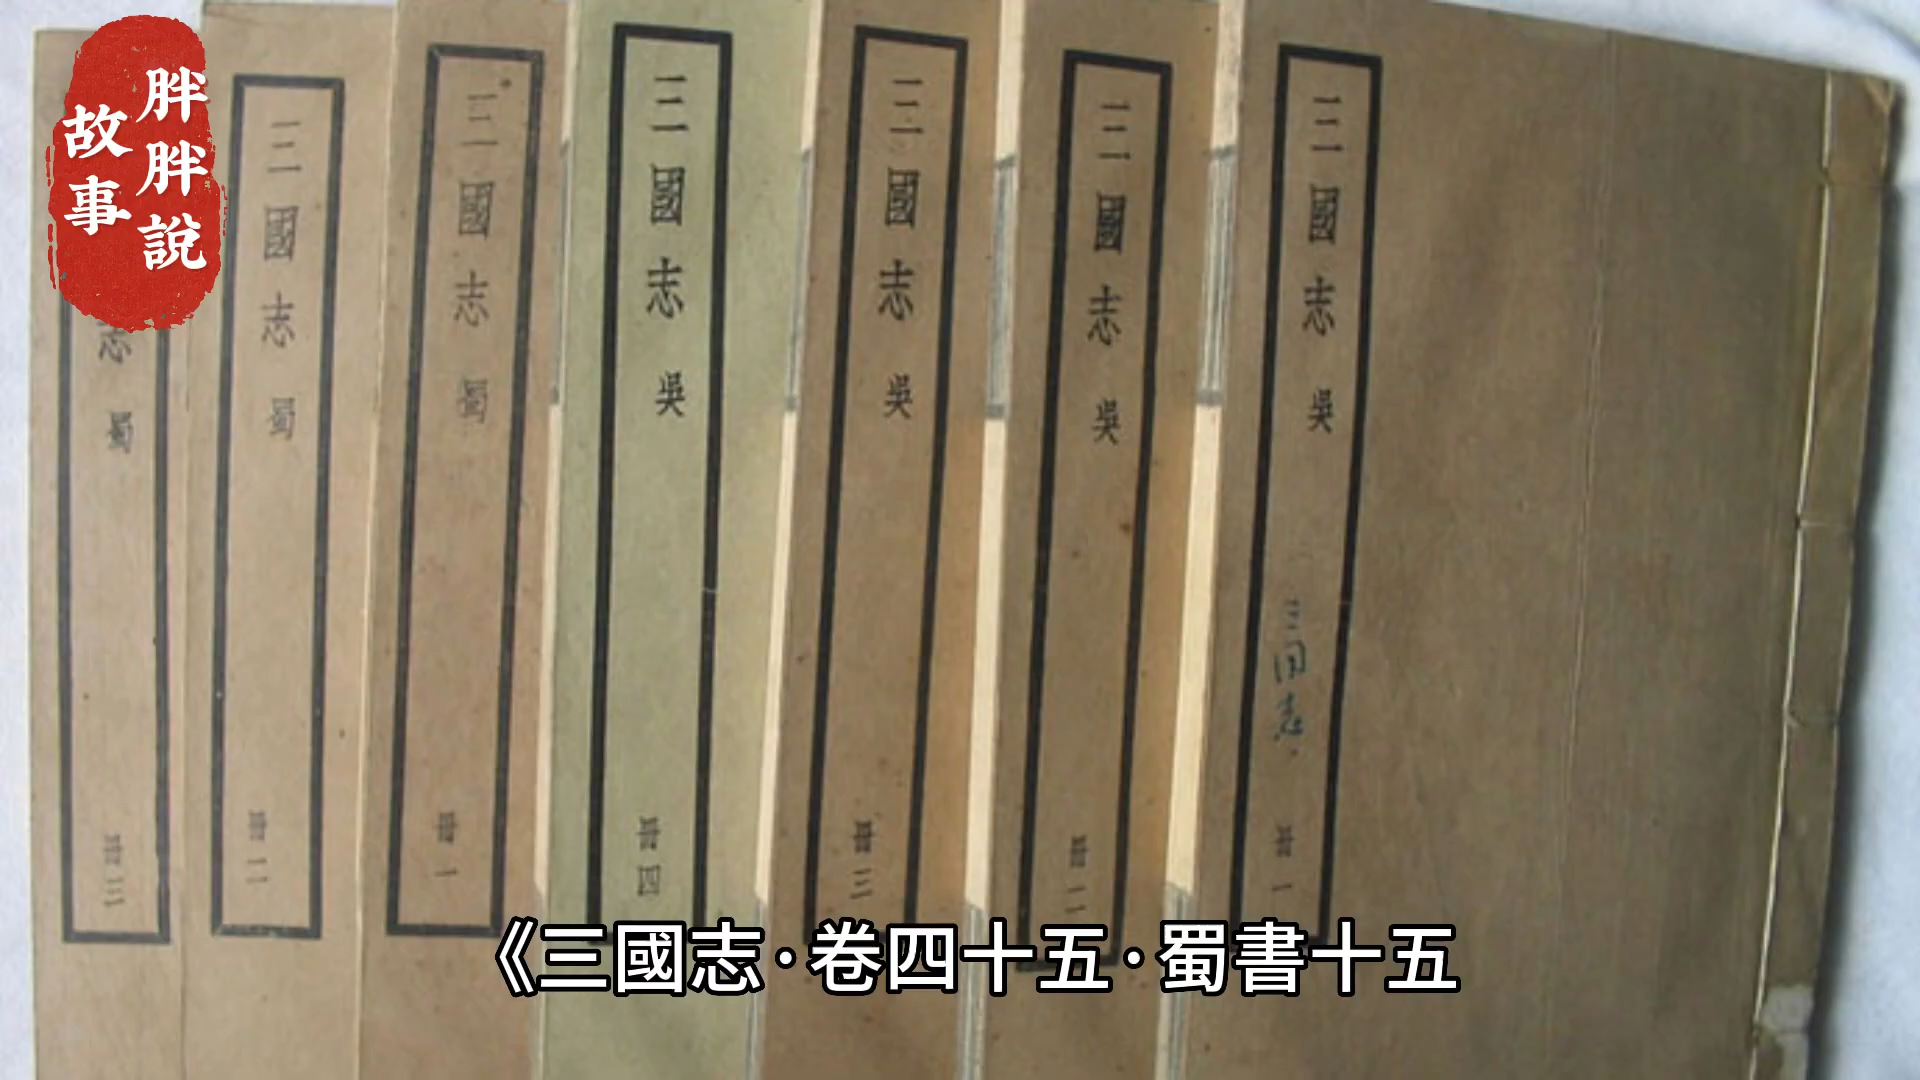 胖胖說
故事
志 蜀
三國志 蜀
三國志 蜀
三國志 吳
三國志 吳
三國志 吳
三國志 吳
三国志
冊三
冊二
冊一
冊四
冊三
冊二
冊一
《三國志·卷四十五·蜀書十五